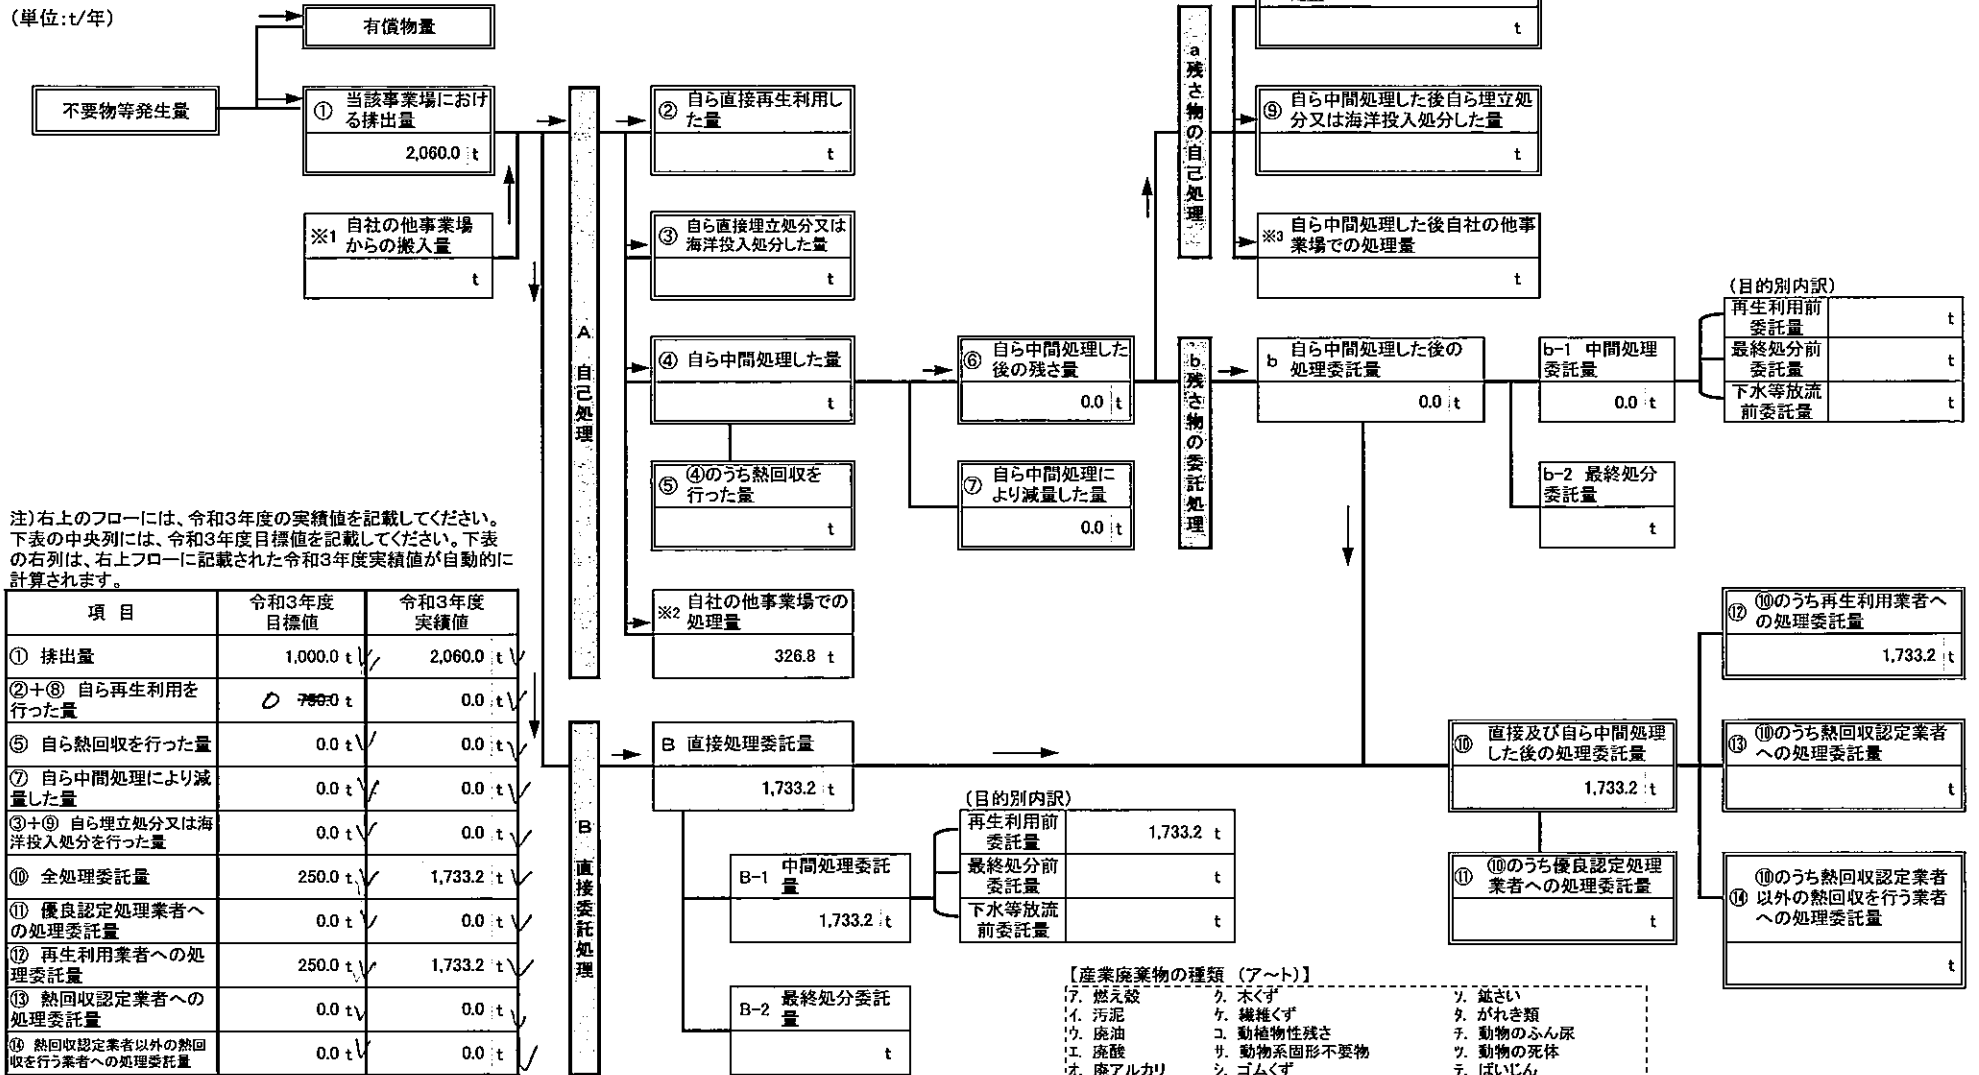 (単位:t/年)
有償物量
不要物等発生量
① 当該事業場におけ
る排出量
2,060.0 t
※1 自社の他事業場
からの搬入量
t
A 自己処理
② 自ら直接再生利用し
た量
t
③ 自ら直接埋立処分又は
海洋投入処分した量
t
④ 自ら中間処理した量
t
⑤ ④のうち熱回収を
行った量
t
※2 自社の他事業場での
処理量
326.8 t
⑥ 自ら中間処理した
後の残さ量
0.0 t
⑦ 自ら中間処理に
より減量した量
0.0 t
a 残さ物の自己処理
t
⑨ 自ら中間処理した後自ら埋立処
分又は海洋投入処分した量
t
※3 自ら中間処理した後自社の他事
業場での処理量
t
b 残さ物の委託処理
b 自ら中間処理した後の
処理委託量
0.0 t
b-1 中間処理
委託量
0.0 t
b-2 最終処分
委託量
t
(目的別内訳)
再生利用前
委託量 t
最終処分前
委託量 t
下水等放流
前委託量 t
注)右上のフローには、令和3年度の実績値を記載してください。
下表の中央列には、令和3年度目標値を記載してください。下表
の右列は、右上フローに記載された令和3年度実績値が自動的に
計算されます。
項 目 令和3年度 目標値 令和3年度 実績値
① 排出量 1,000.0 t 2,060.0 t
②+⑧ 自ら再生利用を
行った量 0 750.0 t 0.0 t
⑤ 自ら熱回収を行った量 0.0 t 0.0 t
⑦ 自ら中間処理により減
量した量 0.0 t 0.0 t
③+⑨ 自ら埋立処分又は海
洋投入処分を行った量 0.0 t 0.0 t
⑩ 全処理委託量 250.0 t 1,733.2 t
⑪ 優良認定処理業者へ
の処理委託量 0.0 t 0.0 t
⑫ 再生利用業者への処
理委託量 250.0 t 1,733.2 t
⑬ 熱回収認定業者への
処理委託量 0.0 t 0.0 t
⑭ 熱回収認定業者以外の熱回
収を行う業者への処理委託量 0.0 t 0.0 t
B 直接委託処理
B 直接処理委託量
1,733.2 t
B-1 中間処理委託
量
1,733.2 t
B-2 最終処分委託
量
t
(目的別内訳)
再生利用前
委託量 1,733.2 t
最終処分前
委託量 t
下水等放流
前委託量 t
⑩ 直接及び自ら中間処理
した後の処理委託量
1,733.2 t
⑪ ⑩のうち優良認定処理
業者への処理委託量
t
⑫ ⑩のうち再生利用業者へ
の処理委託量
1,733.2 t
⑬ ⑩のうち熱回収認定業者
への処理委託量
t
⑭ ⑩のうち熱回収認定業者
以外の熱回収を行う業者
への処理委託量
t
【産業廃棄物の種類 (ア~ト)】
ア. 燃え殻 ク. 木くず ソ. 鉱さい
イ. 汚泥 ケ. 繊維くず タ. がれき類
ウ. 廃油 コ. 動植物性残さ チ. 動物のふん尿
エ. 廃酸 サ. 動物系固形不要物 ツ. 動物の死体
オ. 廃アルカリ シ. ゴムくず テ. ばいじん